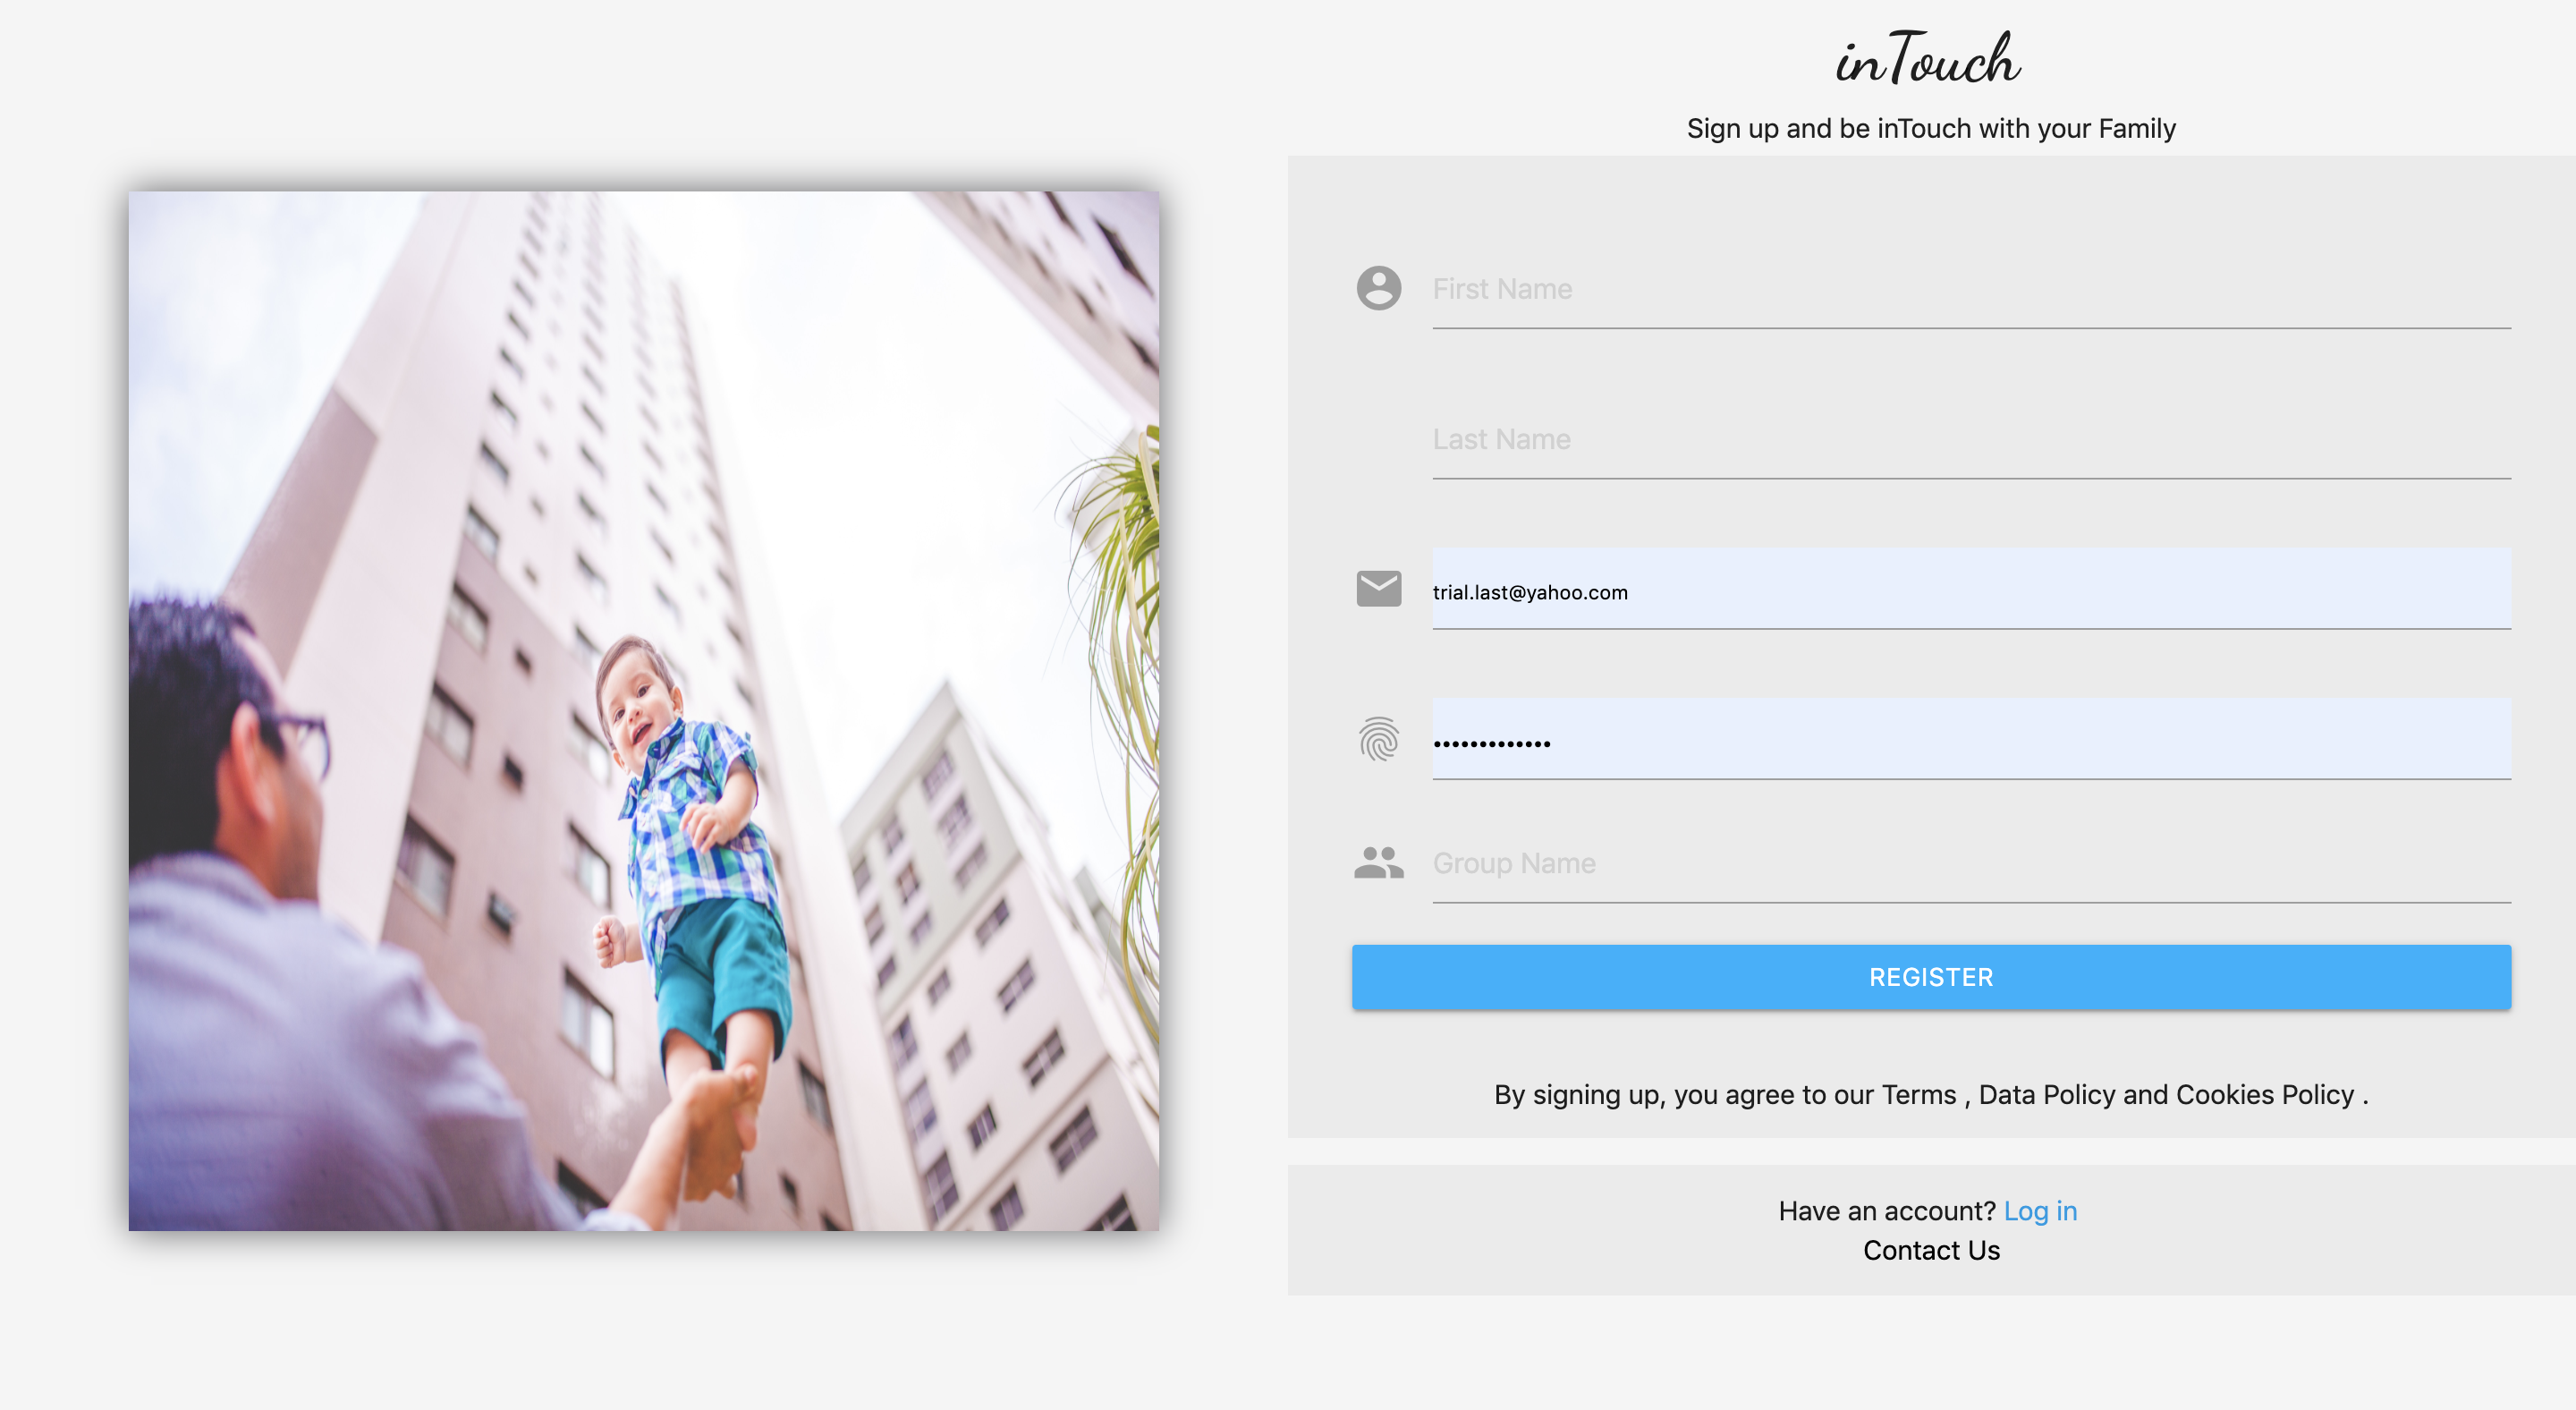 inTouch
Sign up and be inTouch with your Family
First Name
Last Name
trial.last@yahoo.com
•••••••••••••
Group Name
REGISTER
By signing up, you agree to our Terms , Data Policy and Cookies Policy .
Have an account? Log in
Contact Us